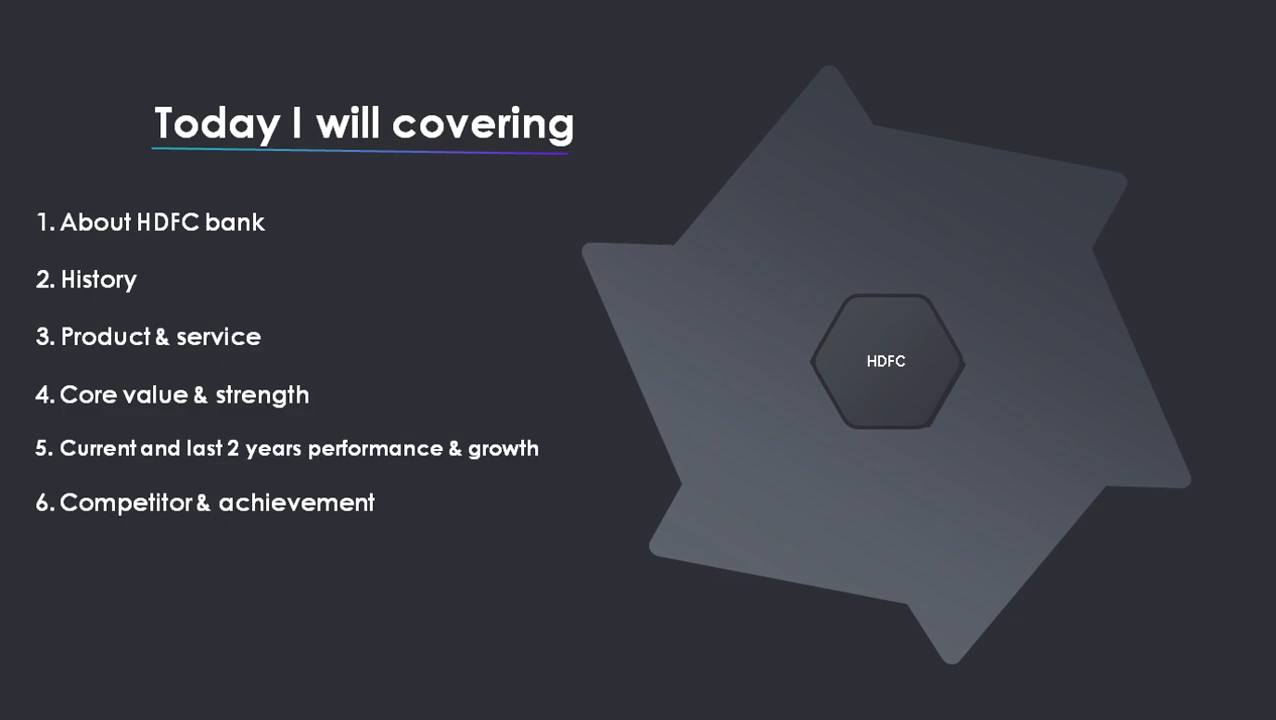 Today I will covering
1. About HDFC bank
2. History
3. Product & service
4. Core value & strength
5. Current and last 2 years performance & growth
6. Competitor & achievement
HDFC